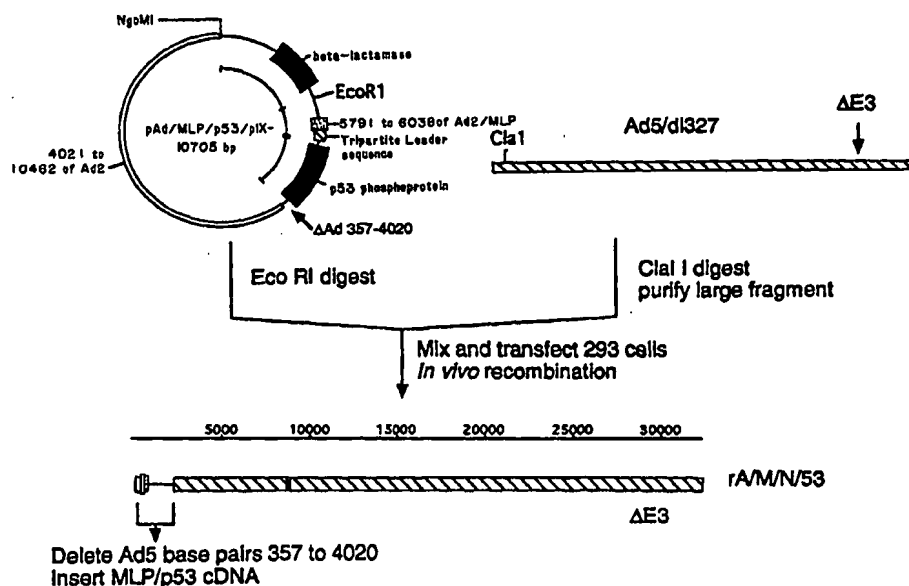 NgoMI
beta-lactamase
EcoR1
5791 to 6038 of Ad2/MLP
Tripartite Leader
sequence
pAd/MLP/p53/pIX-
10705 bp
4021 to
10462 of Ad2
p53 phosphoprotein
ΔAd 357-4020
Cla1
Ad5/dl327
ΔE3
Eco RI digest
Clal I digest
purify large fragment
Mix and transfect 293 cells
In vivo recombination
5000 10000 15000 20000 25000 30000
rA/M/N/53
ΔE3
Delete Ad5 base pairs 357 to 4020
Insert MLP/p53 cDNA